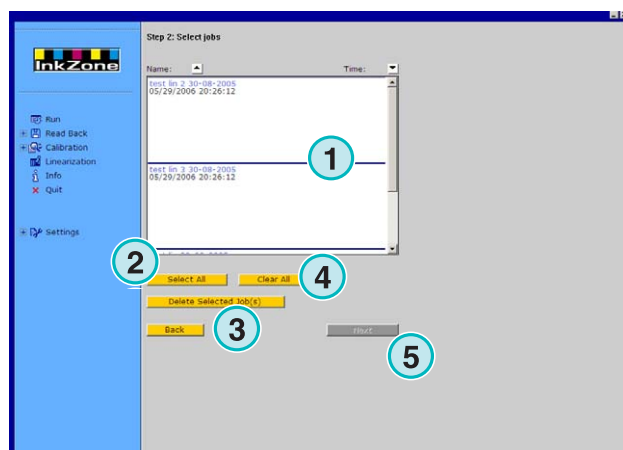 Step 2: Select jobs
InkZone
Name:
Time:
test lin 2 30-08-2005
05/29/2006 20:26:12
1
test lin 3 30-08-2005
05/29/2006 20:26:12
Run
Read Back
Calibration
Linearization
Info
Quit
Settings
2
Select All
Clear All
4
Delete Selected Job(s)
Back
3
Next
5